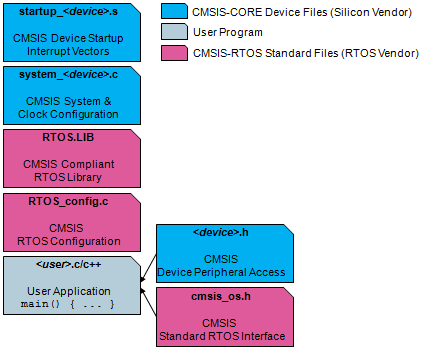 startup_<device>.s
CMSIS Device Startup
Interrupt Vectors
CMSIS-CORE Device Files (Silicon Vendor)
User Program
CMSIS-RTOS Standard Files (RTOS Vendor)
system_<device>.c
CMSIS System &
Clock Configuration
RTOS.LIB
CMSIS Compliant
RTOS Library
RTOS_config.c
CMSIS
RTOS Configuration
<user>.c/c++
User Application
main() { ... }
<device>.h
CMSIS
Device Peripheral Access
cmsis_os.h
CMSIS
Standard RTOS Interface